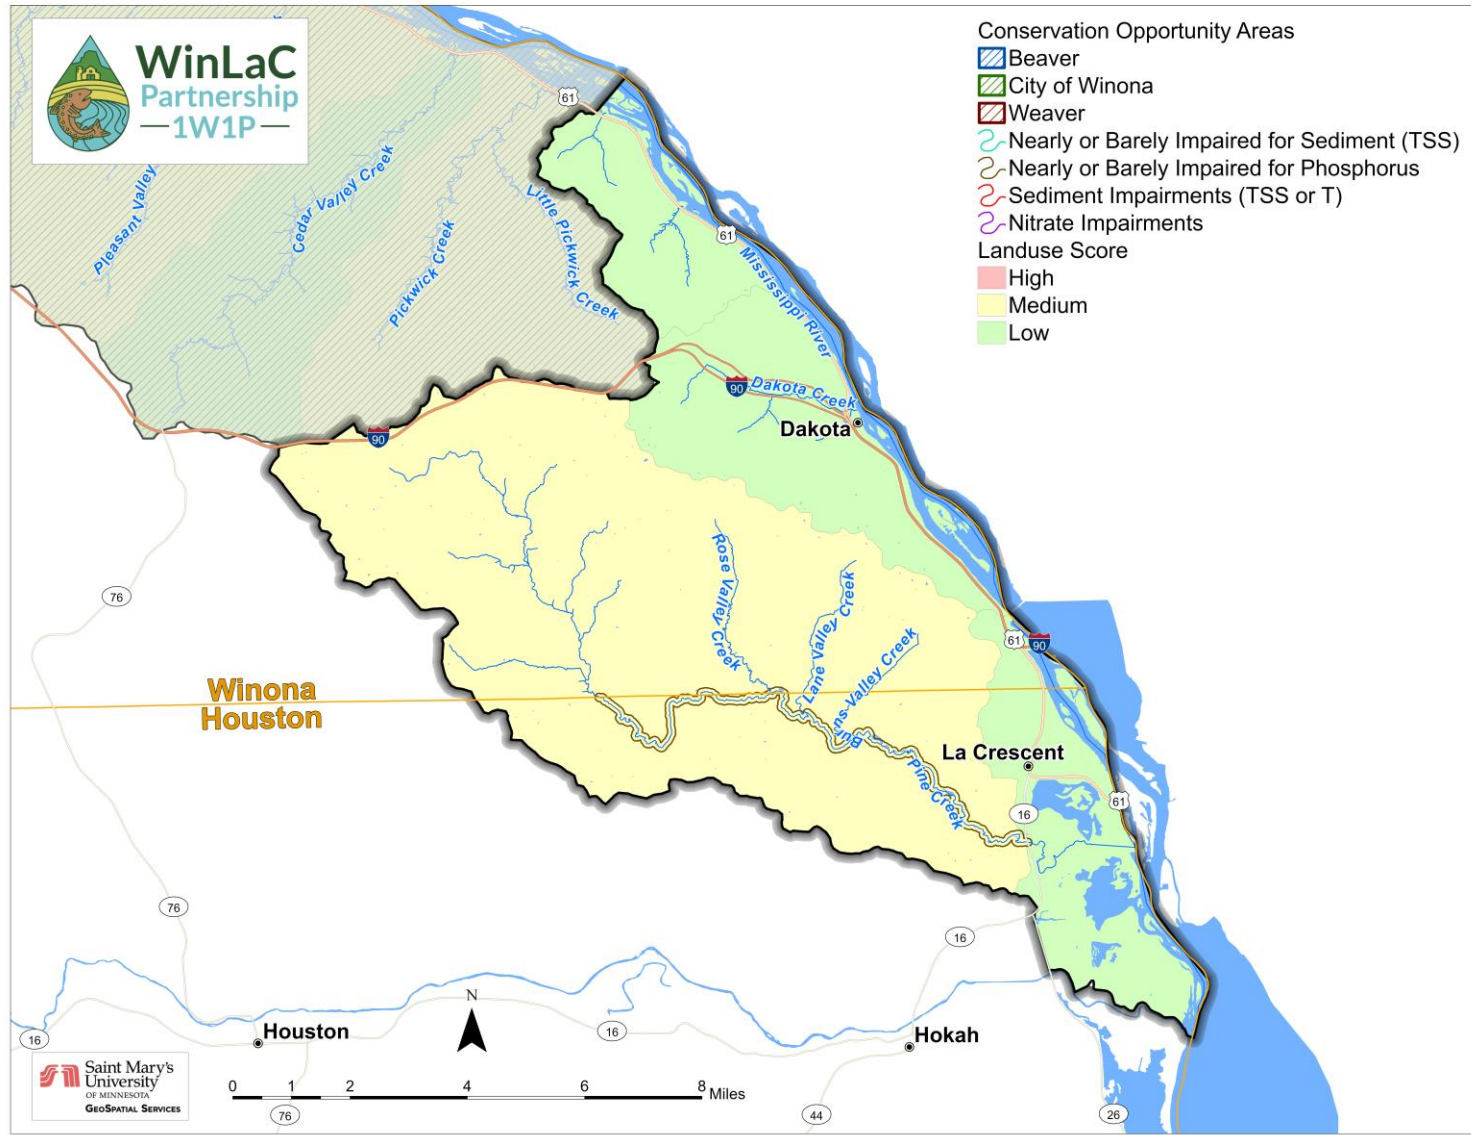 WinLaC
Partnership
—1W1P—
Conservation Opportunity Areas
Beaver
City of Winona
Weaver
Nearly or Barely Impaired for Sediment (TSS)
Nearly or Barely Impaired for Phosphorus
Sediment Impairments (TSS or T)
Nitrate Impairments
Landuse Score
High
Medium
Low
61
Pleasant Valley
Cedar Valley Creek
Pickwick Creek
Little Pickwick Creek
61
Mississippi River
90
Dakota Creek
Dakota
90
76
Rose Valley Creek
Lane Valley Creek
Burns Valley Creek
61
90
Winona
Houston
La Crescent
Pine Creek
61
16
76
16
N
16
Houston
16
Hokah
Saint Mary's
University
OF MINNESOTA
GEOSPATIAL SERVICES
0 1 2 4 6 8 Miles
76
44
26